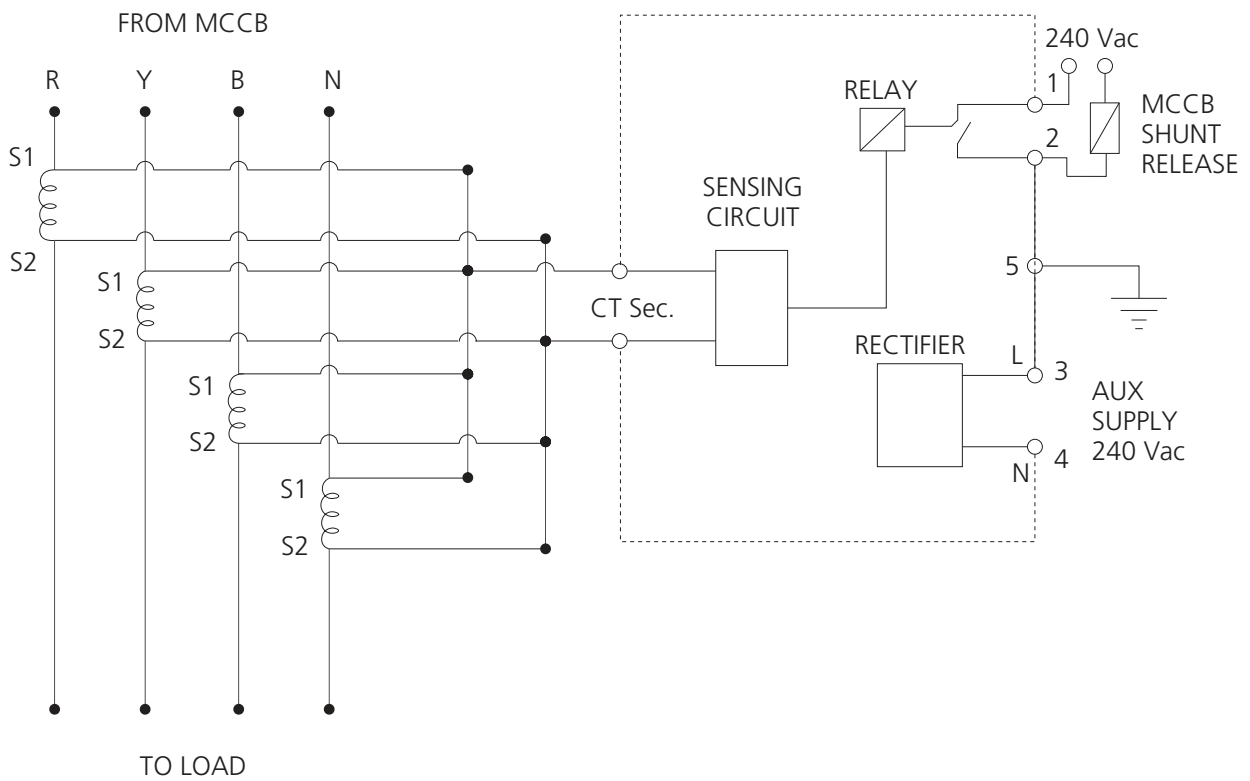 FROM MCCB
R
Y
B
N
S1
S2
S1
S2
S1
S2
S1
S2
TO LOAD
CT Sec.
SENSING
CIRCUIT
RELAY
240 Vac
1
2
MCCB
SHUNT
RELEASE
5
RECTIFIER
L
3
N
4
AUX
SUPPLY
240 Vac